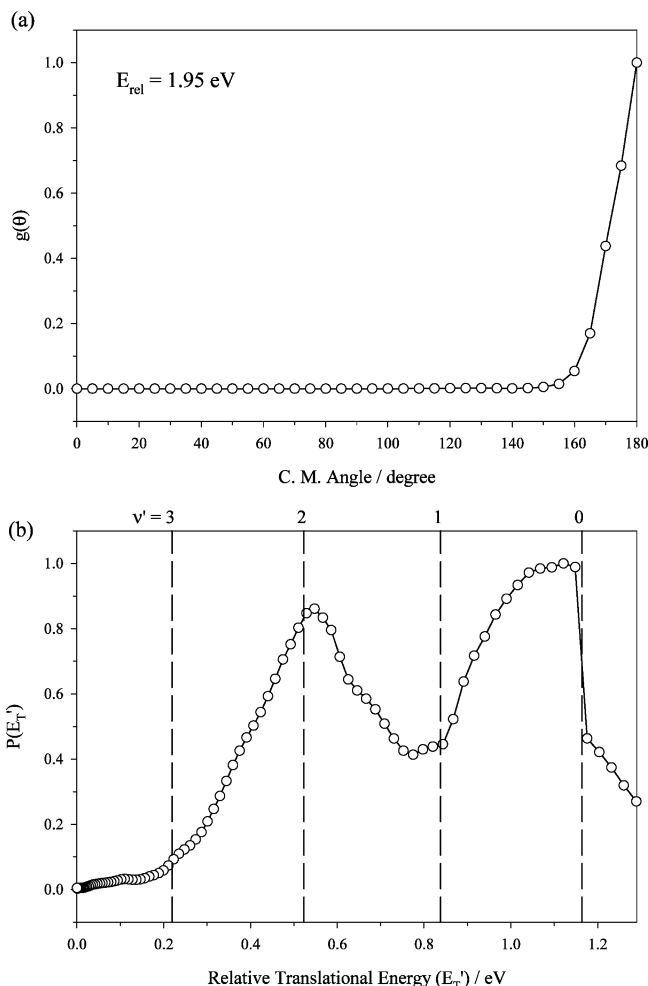 (a)
1.0
0.8
0.6
0.4
0.2
0.0
g(θ)
E_rel = 1.95 eV
0 20 40 60 80 100 120 140 160 180
C. M. Angle / degree
(b)
ν' = 3 2 1 0
1.0
0.8
0.6
0.4
0.2
0.0
P(E_T')
0.0 0.2 0.4 0.6 0.8 1.0 1.2
Relative Translational Energy (E_T') / eV